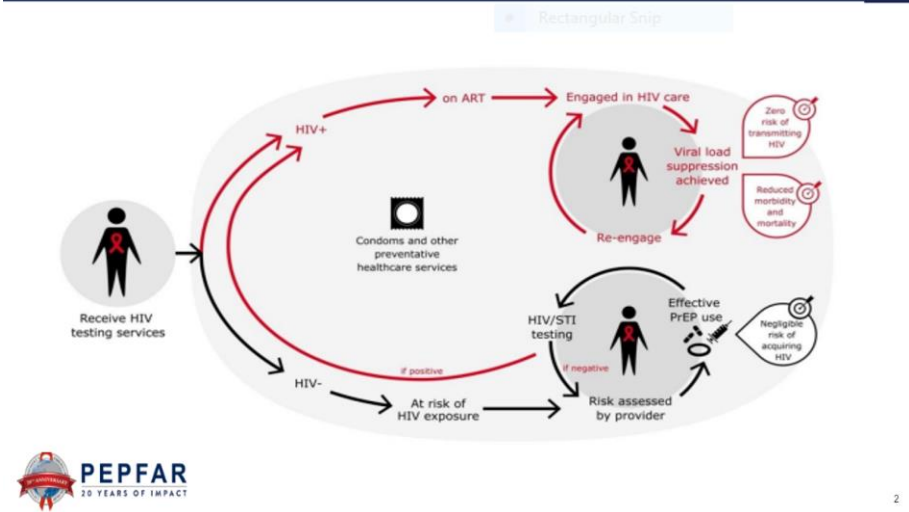 Rectangular Snip
HIV+
on ART
Engaged in HIV care
Zero
risk of
transmitting
HIV
Viral load
suppression
achieved
Reduced
morbidity
and
mortality
Re-engage
Condoms and other
preventative
healthcare services
Receive HIV
testing services
HIV/STI
testing
Effective
PrEP use
Negligible
risk of
acquiring
HIV
if positive
if negative
HIV-
At risk of
HIV exposure
Risk assessed
by provider
PEPFAR
20 YEARS OF IMPACT
2